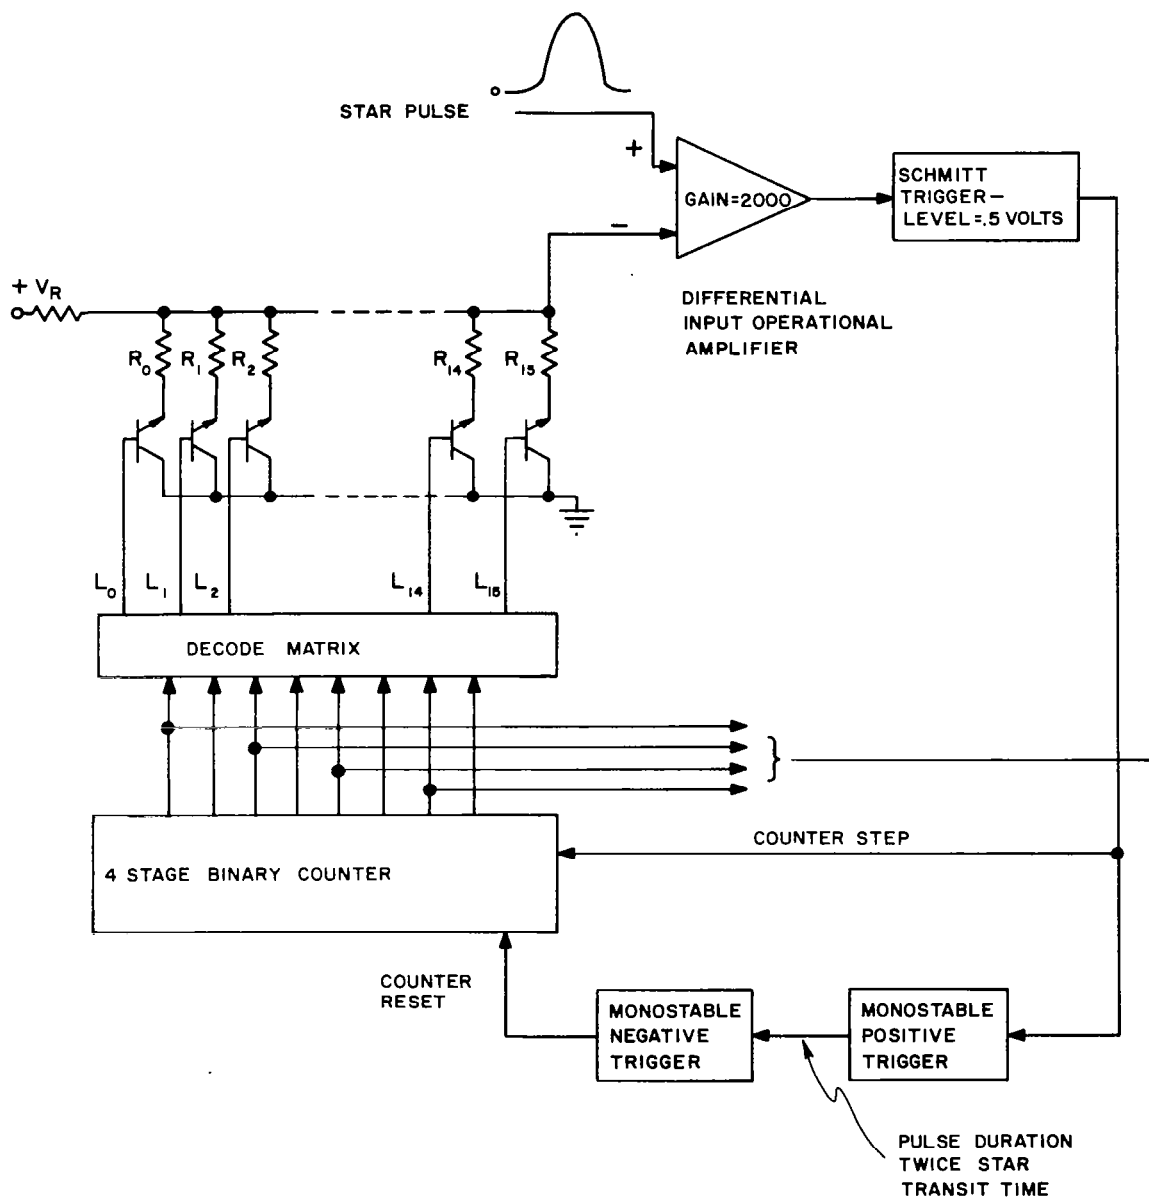 STAR PULSE
+
GAIN=2000
−
SCHMITT
TRIGGER—
LEVEL=.5 VOLTS
DIFFERENTIAL
INPUT OPERATIONAL
AMPLIFIER
+ V_R
R_0 R_1 R_2 R_14 R_15
L_0 L_1 L_2 L_14 L_15
DECODE MATRIX
COUNTER STEP
4 STAGE BINARY COUNTER
COUNTER
RESET
MONOSTABLE
NEGATIVE
TRIGGER
MONOSTABLE
POSITIVE
TRIGGER
PULSE DURATION
TWICE STAR
TRANSIT TIME